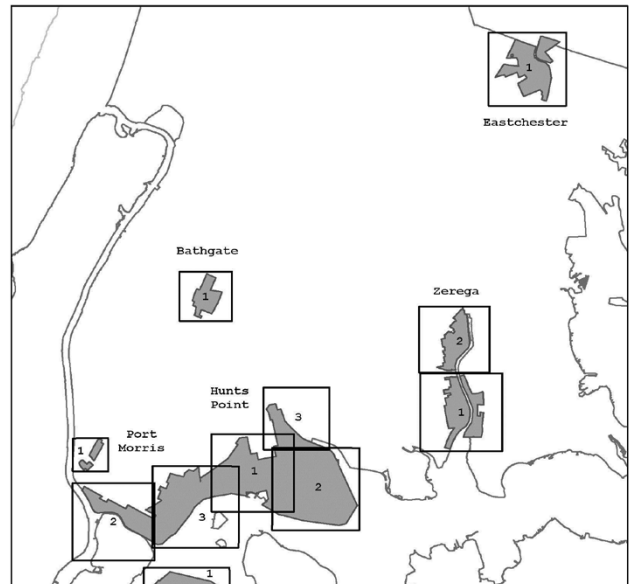 1
Eastchester
Bathgate
1
Zerega
2
1
Hunts
Point
3
1
2
Port
Morris
1
2
3
1